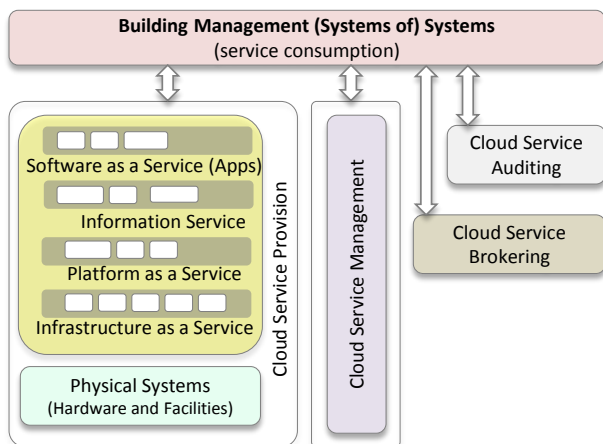 Building Management (Systems of) Systems
(service consumption)
Software as a Service (Apps)
Information Service
Platform as a Service
Infrastructure as a Service
Physical Systems
(Hardware and Facilities)
Cloud Service Provision
Cloud Service Management
Cloud Service
Auditing
Cloud Service
Brokering